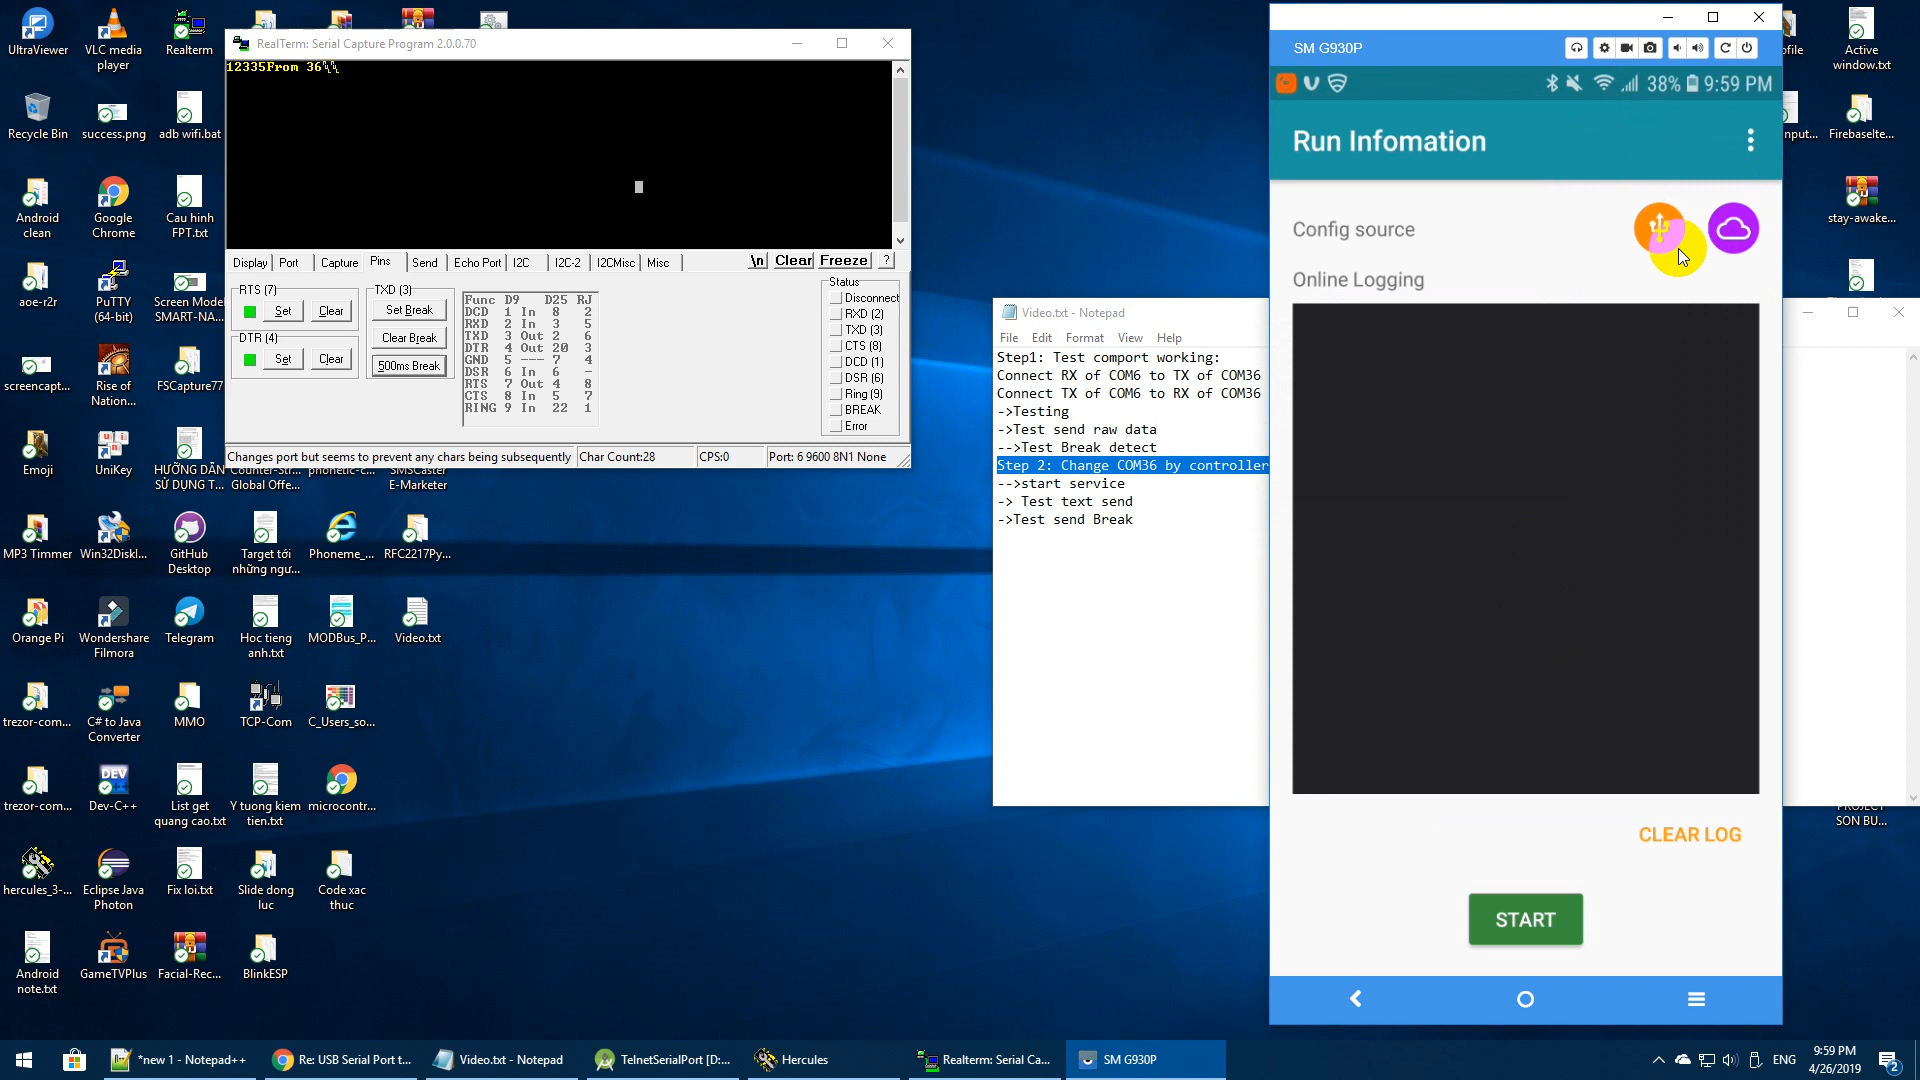 UltraViewer
VLC media player
Realterm
Recycle Bin
success.png
adb wifi.bat
Android clean
Google Chrome
Cau hinh FPT.txt
aoe-r2r
PuTTY (64-bit)
Screen Mode
SMART-NA...
screencapt...
Rise of Nation...
FSCapture77
Emoji
UniKey
HƯỚNG DẪN SỬ DỤNG T...
Counter-Str... Global Offe...
phonetic-c...
SMSCaster E-Marketer
MP3 Timmer
Win32Diskl...
GitHub Desktop
Target tới những ngư...
Phoneme_...
RFC2217Py...
Orange Pi
Wondershare Filmora
Telegram
Hoc tieng anh.txt
MODBus_P...
Video.txt
trezor-com...
C# to Java Converter
MMO
TCP-Com
C_Users_so...
trezor-com...
Dev-C++
List get quang cao.txt
Y tuong kiem tien.txt
microcontr...
hercules_3-...
Eclipse Java Photon
Fix loi.txt
Slide dong luc
Code xac thuc
Android note.txt
GameTVPlus
Facial-Rec...
BlinkESP
RealTerm: Serial Capture Program 2.0.0.70
12335From 36
Display Port Capture Pins Send Echo Port I2C I2C-2 I2CMisc Misc \n Clear Freeze ?
RTS (7)
Set Clear
DTR (4)
Set Clear
TXD (3)
Set Break
Clear Break
500ms Break
Func D9 D25 RJ
DCD 1 In 8 2
RXD 2 In 3 5
TXD 3 Out 2 6
DTR 4 Out 20 3
GND 5 --- 7 4
DSR 6 In 6 -
RTS 7 Out 4 8
CTS 8 In 5 7
RING 9 In 22 1
Status
Disconnect
RXD (2)
TXD (3)
CTS (8)
DCD (1)
DSR (6)
Ring (9)
BREAK
Error
Changes port but seems to prevent any chars being subsequently
Char Count:28
CPS:0
Port: 6 9600 8N1 None
Video.txt - Notepad
File Edit Format View Help
Step1: Test comport working:
Connect RX of COM6 to TX of COM36
Connect TX of COM6 to RX of COM36
->Testing
->Test send raw data
-->Test Break detect
Step 2: Change COM36 by controller
-->start service
-> Test text send
->Test send Break
SM G930P
38% 9:59 PM
Run Infomation
Config source
Online Logging
CLEAR LOG
START
ofile
Active window.txt
nput...
Firebaselte...
stay-awake...
SON BU...
*new 1 - Notepad++
Re: USB Serial Port t...
Video.txt - Notepad
TelnetSerialPort [D:...
Hercules
Realterm: Serial Ca...
SM G930P
ENG
9:59 PM
4/26/2019
2